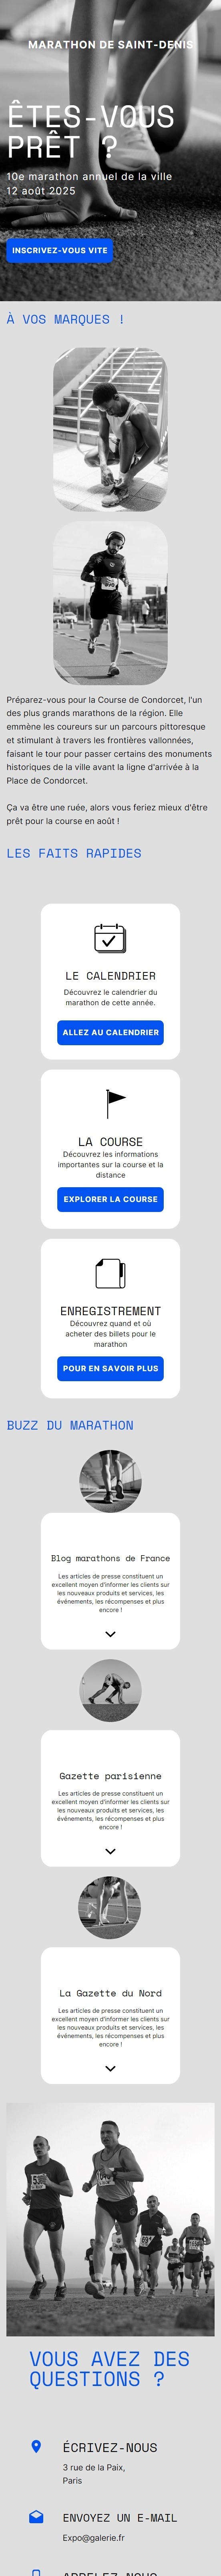 MARATHON DE SAINT-DENIS
ÊTES-VOUS
PRÊT ?
10e marathon annuel de la ville
12 août 2025
INSCRIVEZ-VOUS VITE
À VOS MARQUES !
Préparez-vous pour la Course de Condorcet, l'un
des plus grands marathons de la région. Elle
emmène les coureurs sur un parcours pittoresque
et stimulant à travers les frontières vallonnées,
faisant le tour pour passer certains des monuments
historiques de la ville avant la ligne d'arrivée à la
Place de Condorcet.
Ça va être une ruée, alors vous feriez mieux d'être
prêt pour la course en août !
LES FAITS RAPIDES
LE CALENDRIER
Découvrez le calendrier du
marathon de cette année.
ALLEZ AU CALENDRIER
LA COURSE
Découvrez les informations
importantes sur la course et la
distance
EXPLORER LA COURSE
ENREGISTREMENT
Découvrez quand et où
acheter des billets pour le
marathon
POUR EN SAVOIR PLUS
BUZZ DU MARATHON
Blog marathons de France
Les articles de presse constituent un
excellent moyen d'informer les clients sur
les nouveaux produits et services, les
événements, les récompenses et plus
encore !
Gazette parisienne
Les articles de presse constituent un
excellent moyen d'informer les clients sur
les nouveaux produits et services, les
événements, les récompenses et plus
encore !
La Gazette du Nord
Les articles de presse constituent un
excellent moyen d'informer les clients sur
les nouveaux produits et services, les
événements, les récompenses et plus
encore !
VOUS AVEZ DES
QUESTIONS ?
ÉCRIVEZ-NOUS
3 rue de la Paix,
Paris
ENVOYEZ UN E-MAIL
Expo@galerie.fr